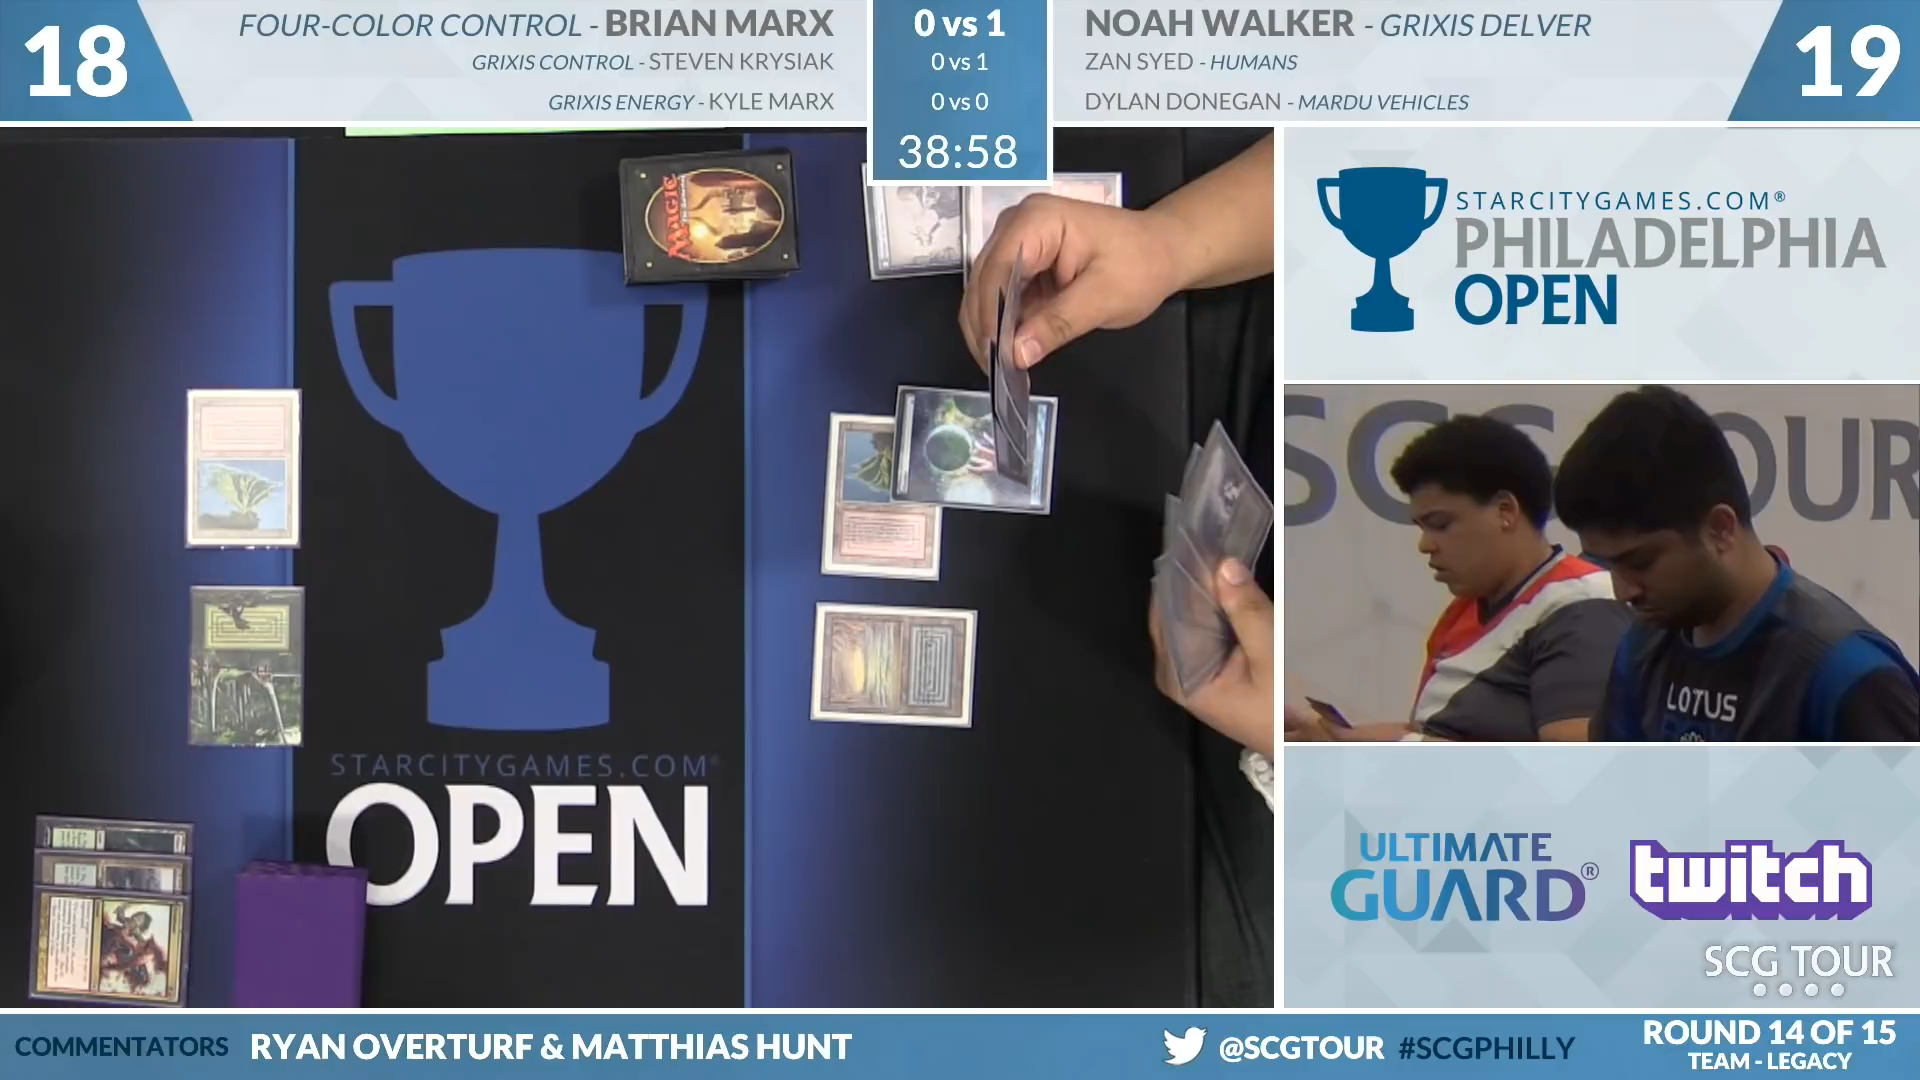 18
FOUR-COLOR CONTROL - BRIAN MARX
GRIXIS CONTROL - STEVEN KRYSIAK
GRIXIS ENERGY - KYLE MARX
0 vs 1
0 vs 1
0 vs 0
38:58
NOAH WALKER - GRIXIS DELVER
ZAN SYED - HUMANS
DYLAN DONEGAN - MARDU VEHICLES
19
MAGIC
STARCITYGAMES.COM®
PHILADELPHIA
OPEN
SCG TOUR
LOTUS
STARCITYGAMES.COM®
OPEN
ULTIMATE
GUARD®
twitch
SCG TOUR
COMMENTATORS RYAN OVERTURF & MATTHIAS HUNT
@SCGTOUR #SCGPHILLY
ROUND 14 OF 15
TEAM - LEGACY